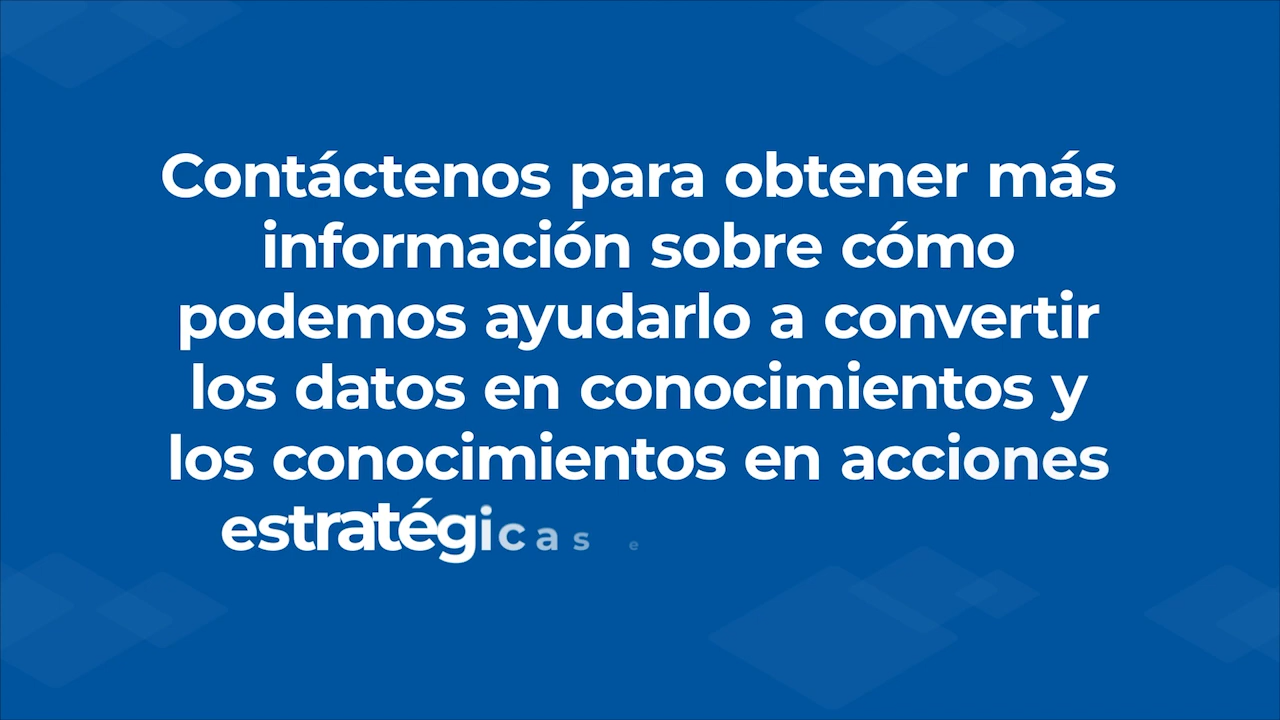 Contáctenos para obtener más
información sobre cómo
podemos ayudarlo a convertir
los datos en conocimientos y
los conocimientos en acciones
estratégicas e